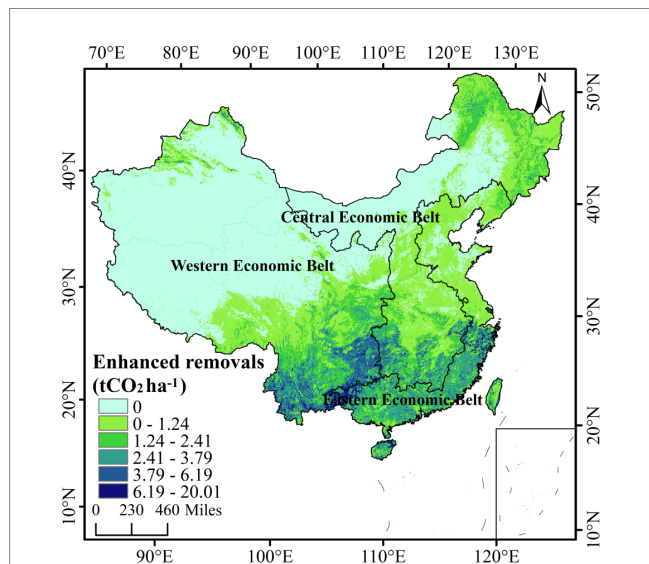 70°E 80°E 90°E 100°E 110°E 120°E 130°E
N
50°N
40°N
40°N
Central Economic Belt
Western Economic Belt
30°N
30°N
Enhanced removals
(tCO₂ ha⁻¹)
Eastern Economic Belt
20°N
20°N
0
0 - 1.24
1.24 - 2.41
2.41 - 3.79
3.79 - 6.19
6.19 - 20.01
0 230 460 Miles
10°N
10°N
90°E 100°E 110°E 120°E